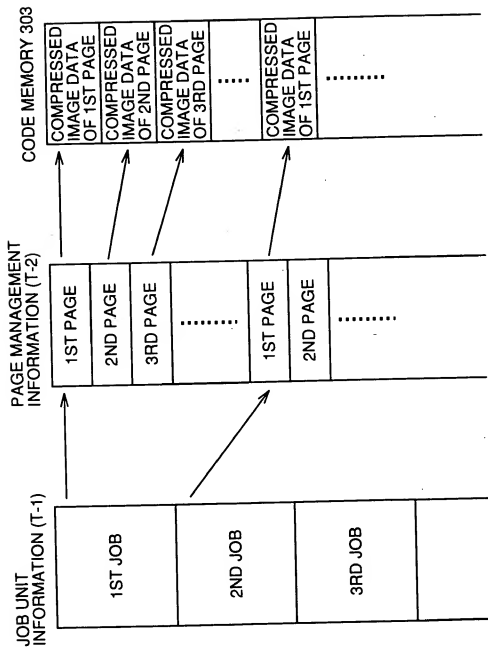 JOB UNIT
INFORMATION (T-1)
1ST JOB
2ND JOB
3RD JOB
PAGE MANAGEMENT
INFORMATION (T-2)
1ST PAGE
2ND PAGE
3RD PAGE
1ST PAGE
2ND PAGE
CODE MEMORY 303
COMPRESSED
IMAGE DATA
OF 1ST PAGE
COMPRESSED
IMAGE DATA
OF 2ND PAGE
COMPRESSED
IMAGE DATA
OF 3RD PAGE
COMPRESSED
IMAGE DATA
OF 1ST PAGE